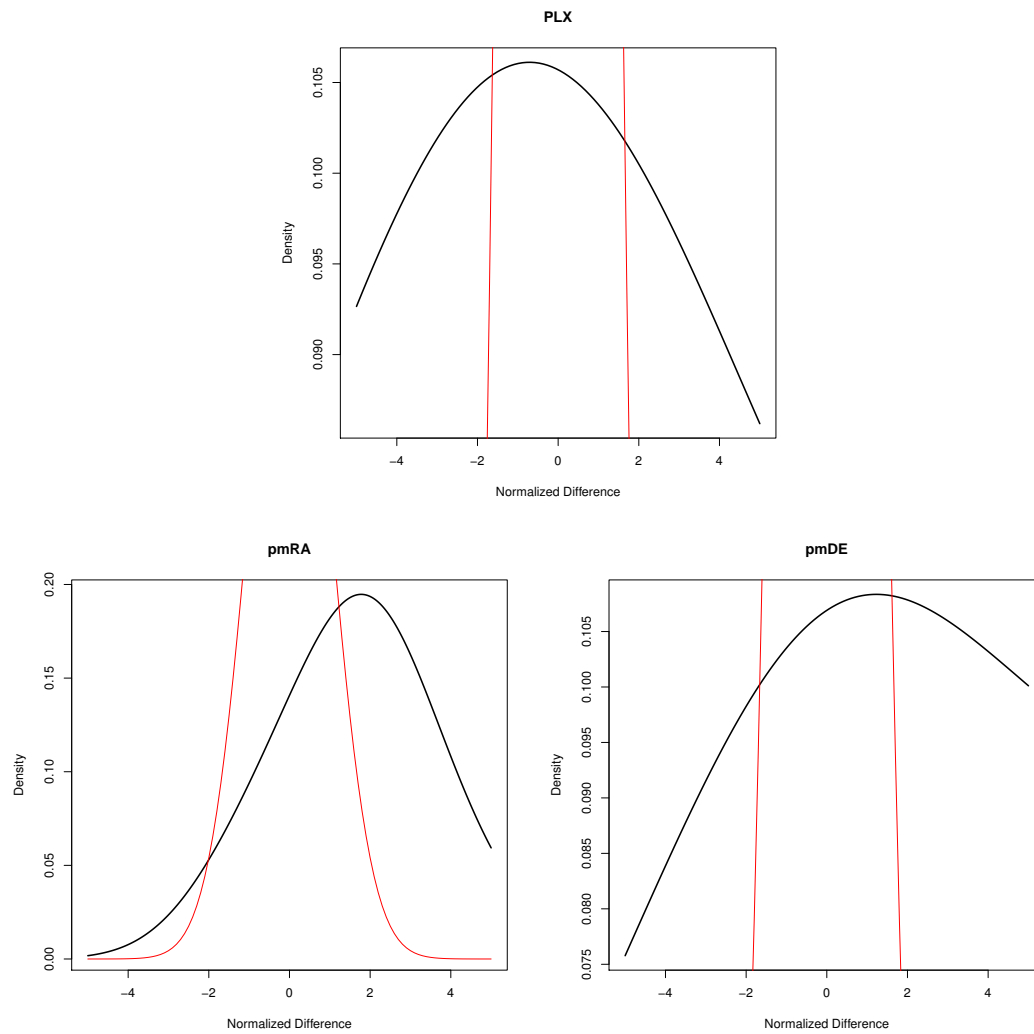 PLX
Density
0.105
0.100
0.095
0.090
−4 −2 0 2 4
Normalized Difference
pmRA
Density
0.20
0.15
0.10
0.05
0.00
−4 −2 0 2 4
Normalized Difference
pmDE
Density
0.105
0.100
0.095
0.090
0.085
0.080
0.075
−4 −2 0 2 4
Normalized Difference